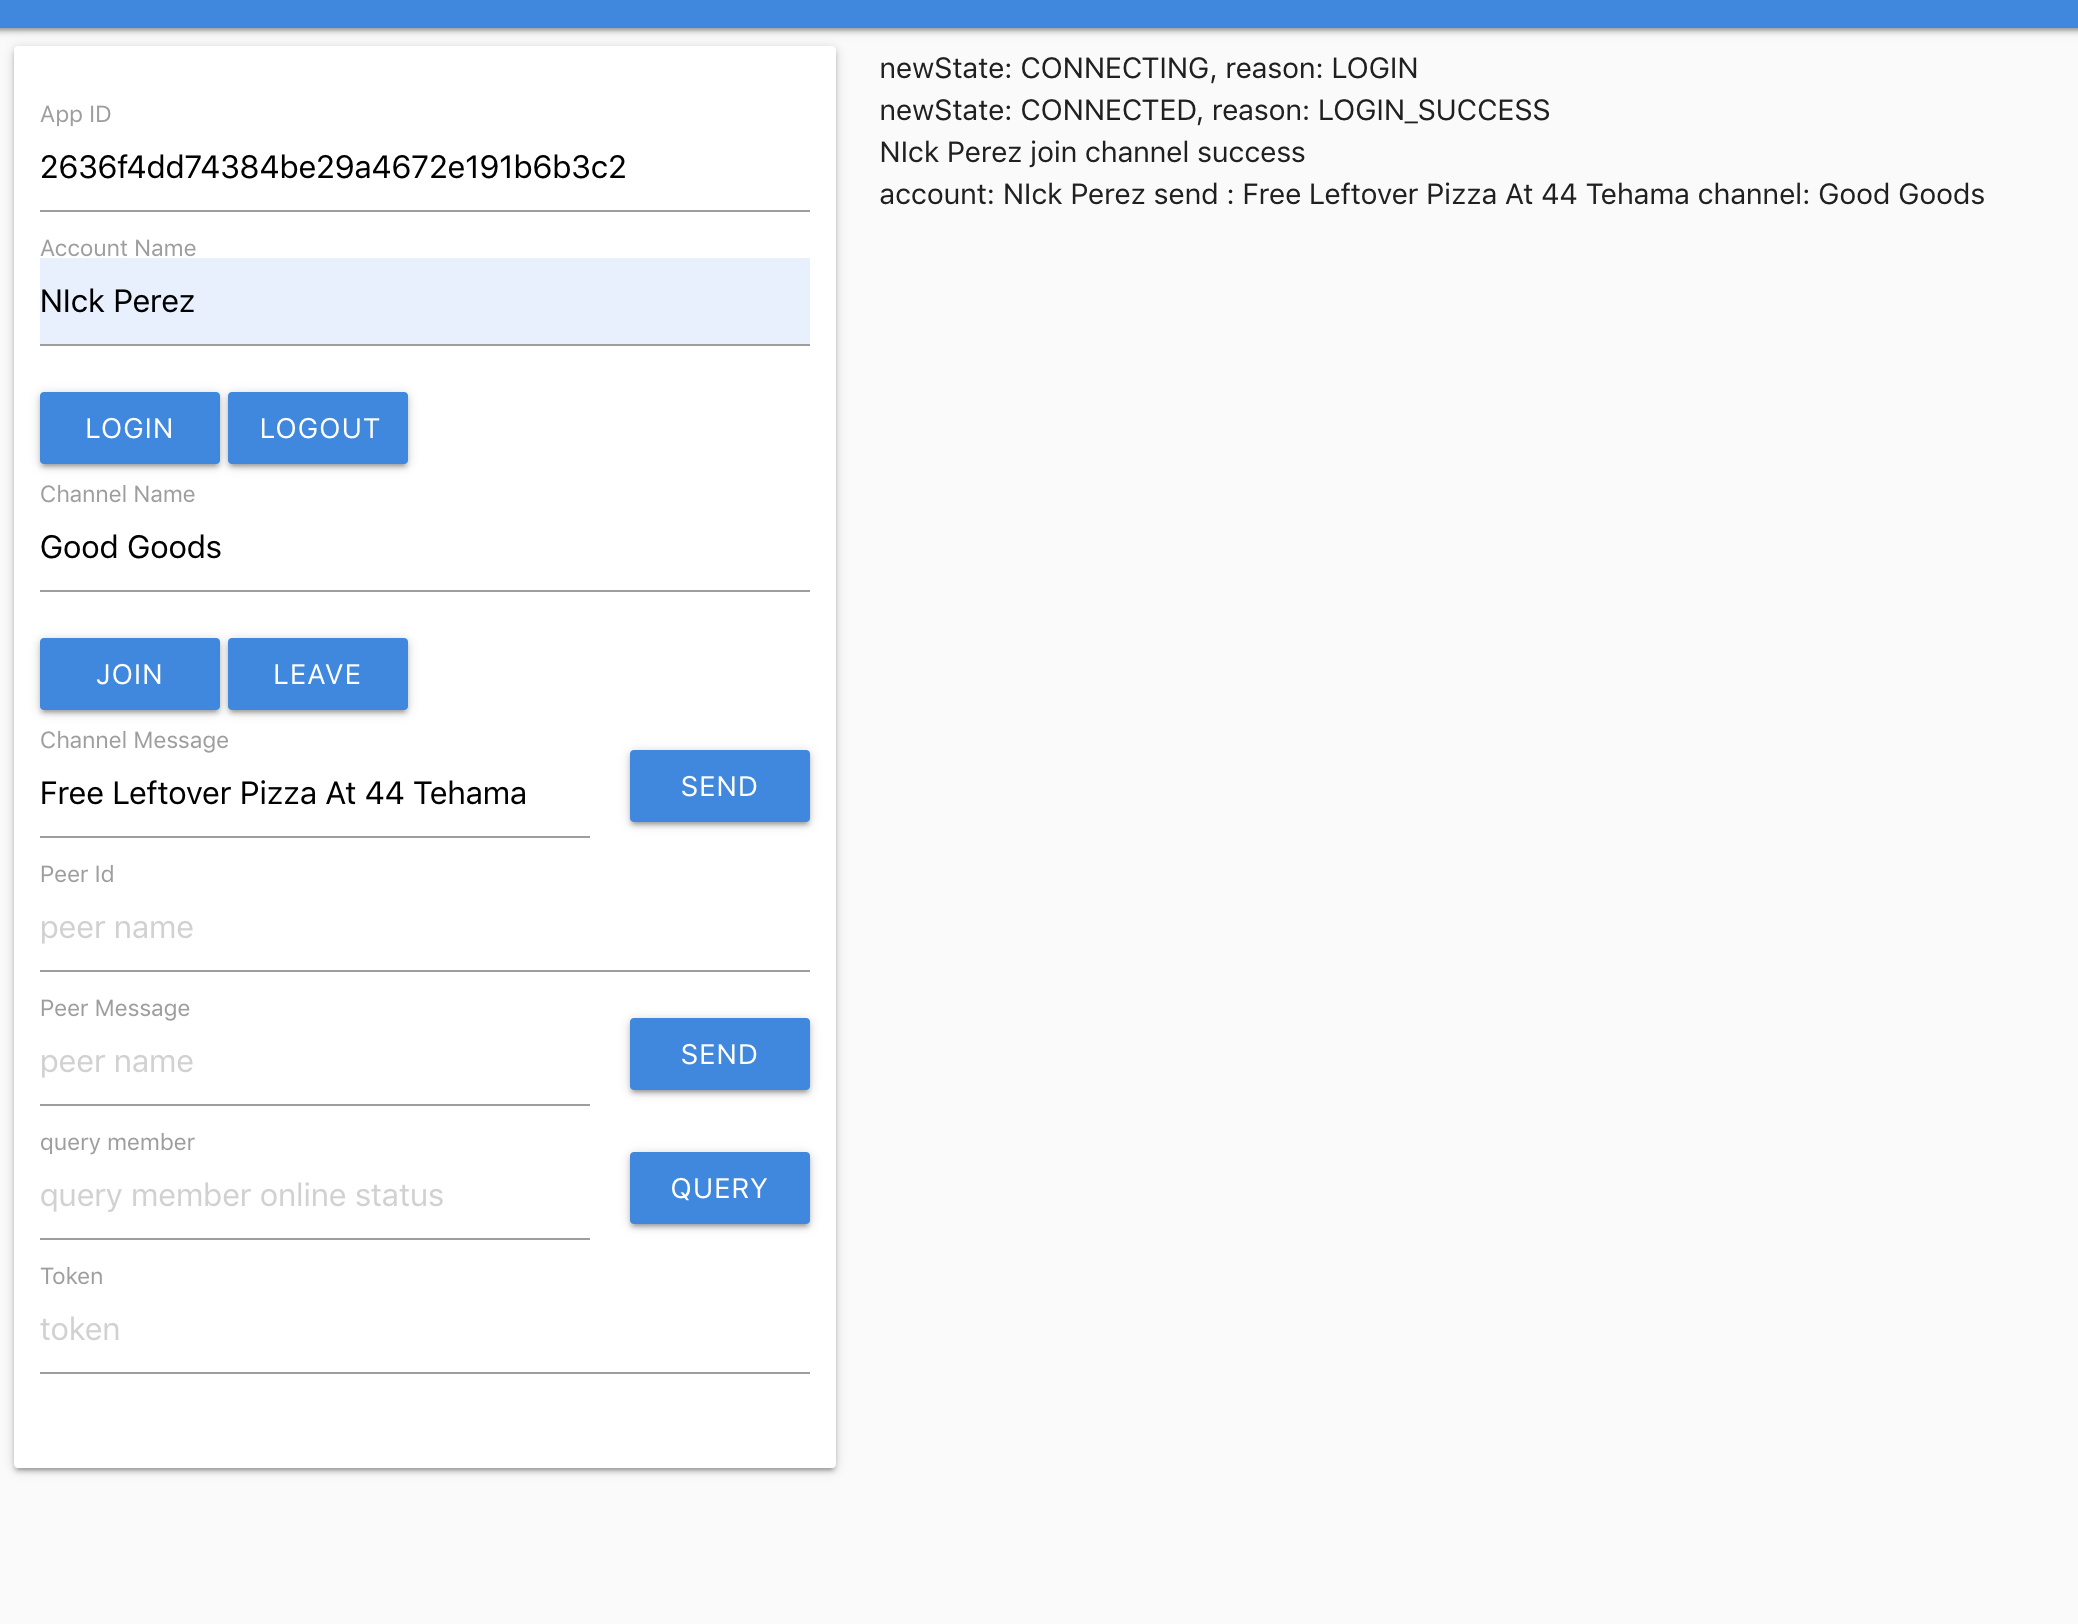 App ID
2636f4dd74384be29a4672e191b6b3c2
Account Name
NIck Perez
LOGIN LOGOUT
Channel Name
Good Goods
JOIN LEAVE
Channel Message
Free Leftover Pizza At 44 Tehama SEND
Peer Id
peer name
Peer Message
peer name SEND
query member
query member online status QUERY
Token
token
newState: CONNECTING, reason: LOGIN
newState: CONNECTED, reason: LOGIN_SUCCESS
NIck Perez join channel success
account: NIck Perez send : Free Leftover Pizza At 44 Tehama channel: Good Goods